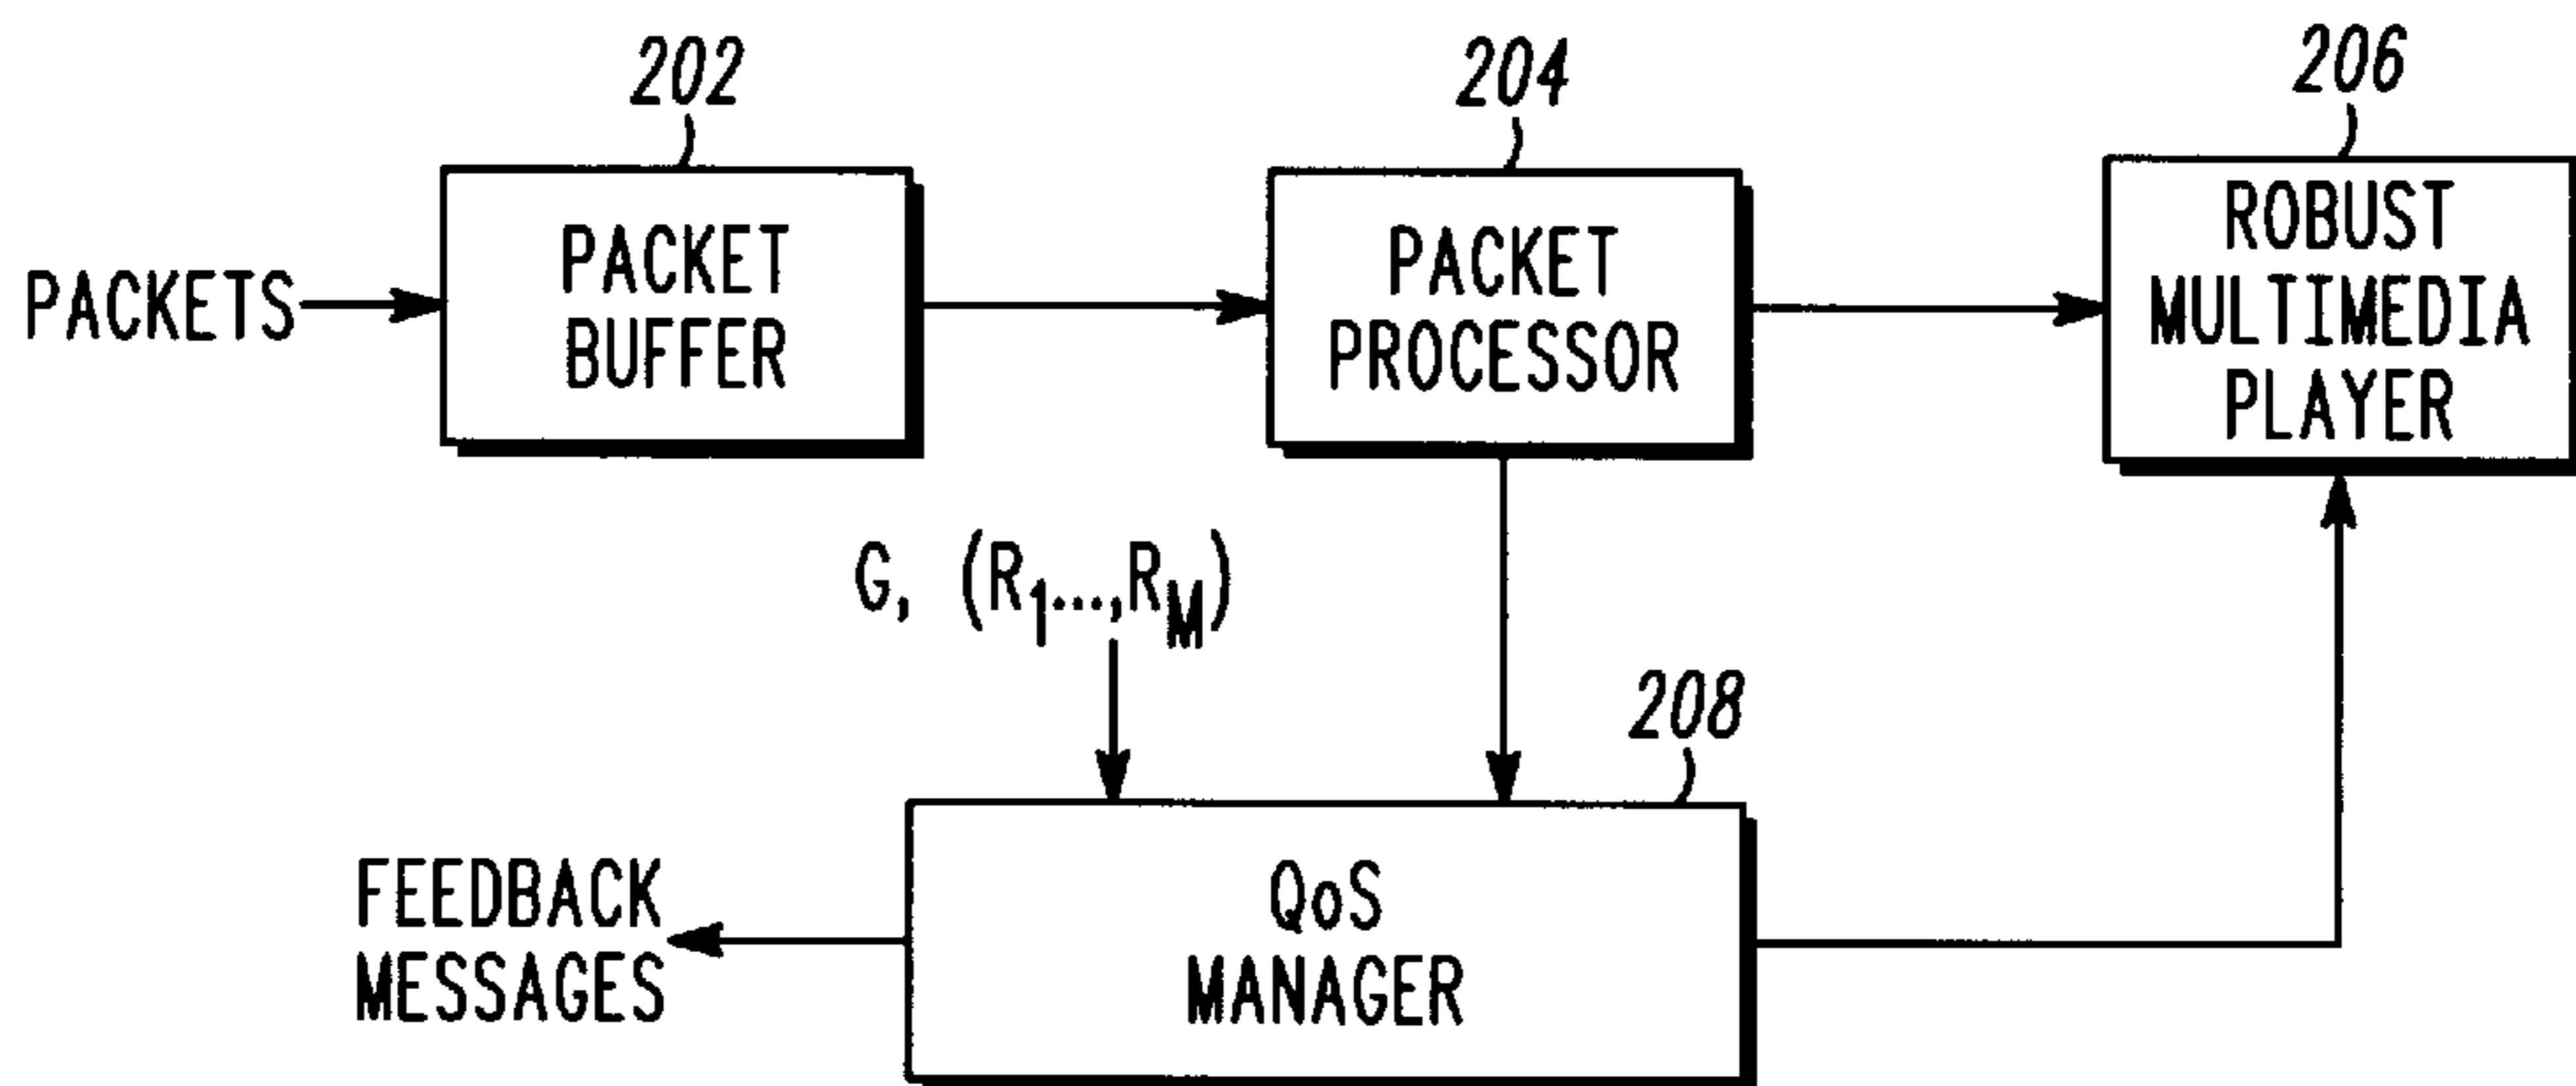 202
204
206
PACKETS
PACKET
BUFFER
PACKET
PROCESSOR
ROBUST
MULTIMEDIA
PLAYER
G, (R1...,RM)
208
FEEDBACK
MESSAGES
QoS
MANAGER